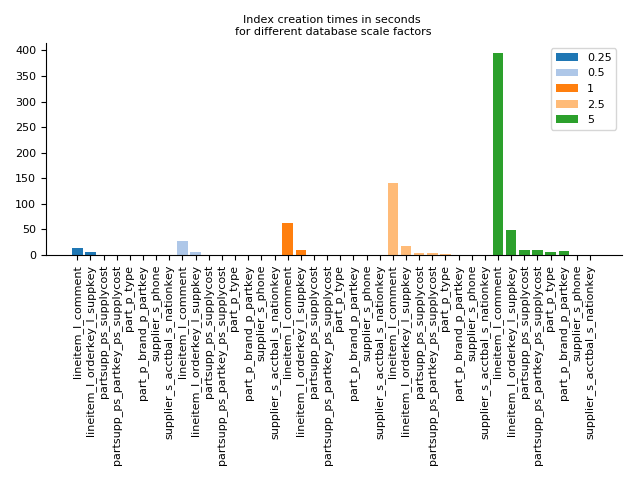 Index creation times in seconds
for different database scale factors
400
350
300
250
200
150
100
50
0
0.25
0.5
1
2.5
5
lineitem_l_comment
lineitem_l_orderkey_l_suppkey
partsupp_ps_supplycost
partsupp_ps_partkey_ps_supplycost
part_p_type
part_p_brand_p_partkey
supplier_s_phone
supplier_s_acctbal_s_nationkey
lineitem_l_comment
lineitem_l_orderkey_l_suppkey
partsupp_ps_supplycost
partsupp_ps_partkey_ps_supplycost
part_p_type
part_p_brand_p_partkey
supplier_s_phone
supplier_s_acctbal_s_nationkey
lineitem_l_comment
lineitem_l_orderkey_l_suppkey
partsupp_ps_supplycost
partsupp_ps_partkey_ps_supplycost
part_p_type
part_p_brand_p_partkey
supplier_s_phone
supplier_s_acctbal_s_nationkey
lineitem_l_comment
lineitem_l_orderkey_l_suppkey
partsupp_ps_supplycost
partsupp_ps_partkey_ps_supplycost
part_p_type
part_p_brand_p_partkey
supplier_s_phone
supplier_s_acctbal_s_nationkey
lineitem_l_comment
lineitem_l_orderkey_l_suppkey
partsupp_ps_supplycost
partsupp_ps_partkey_ps_supplycost
part_p_type
part_p_brand_p_partkey
supplier_s_phone
supplier_s_acctbal_s_nationkey